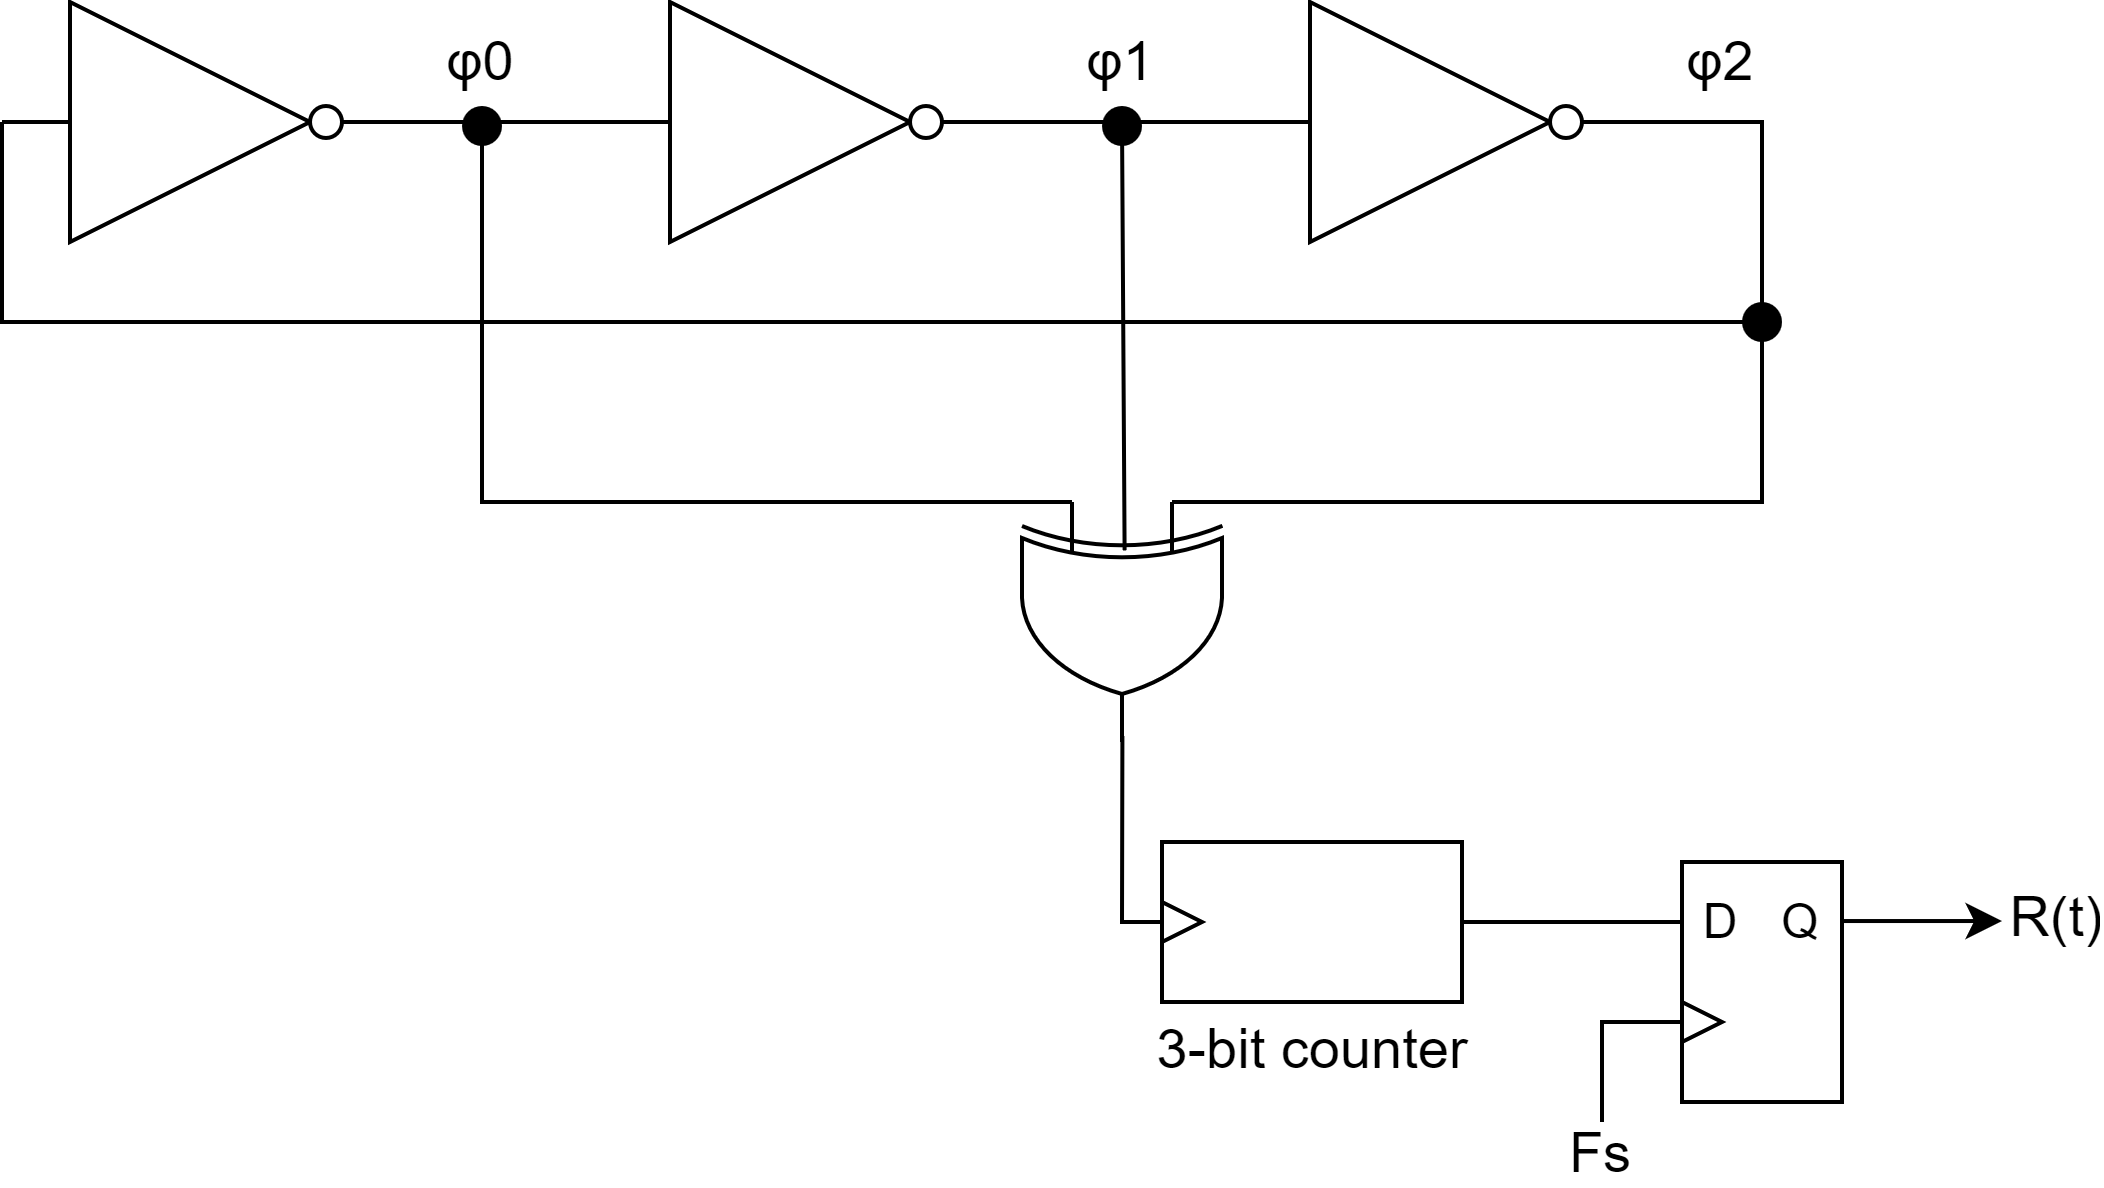 φ0
φ1
φ2
D
Q
R(t)
3-bit counter
Fs